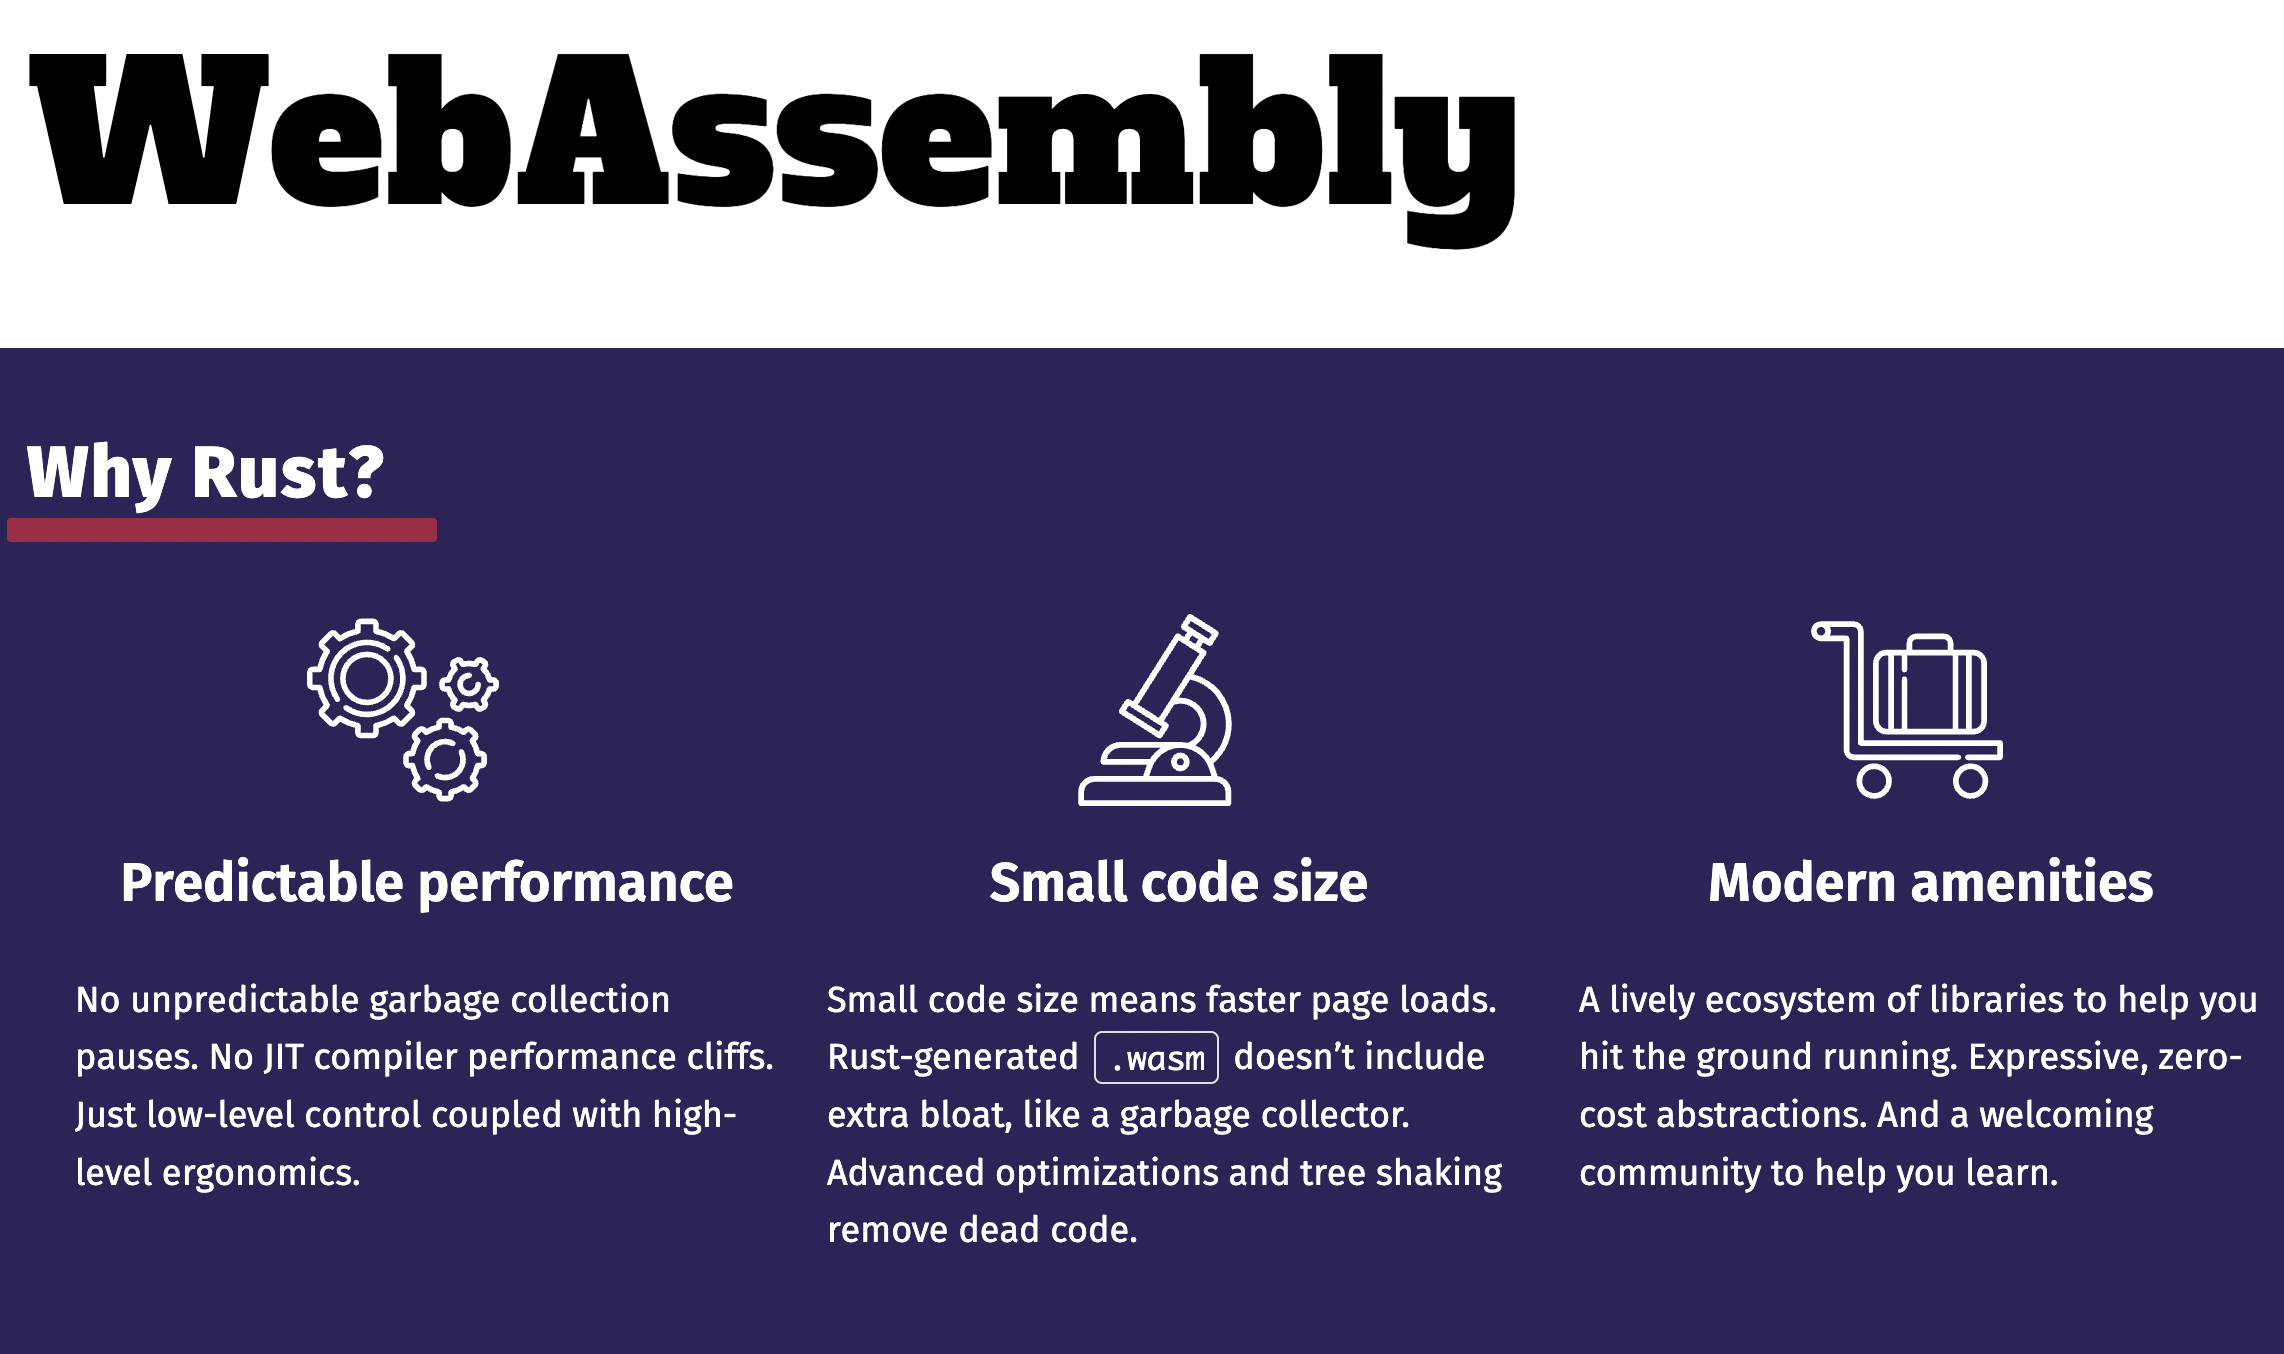 WebAssembly
Why Rust?
Predictable performance
No unpredictable garbage collection
pauses. No JIT compiler performance cliffs.
Just low-level control coupled with high-
level ergonomics.
Small code size
Small code size means faster page loads.
Rust-generated .wasm doesn’t include
extra bloat, like a garbage collector.
Advanced optimizations and tree shaking
remove dead code.
Modern amenities
A lively ecosystem of libraries to help you
hit the ground running. Expressive, zero-
cost abstractions. And a welcoming
community to help you learn.